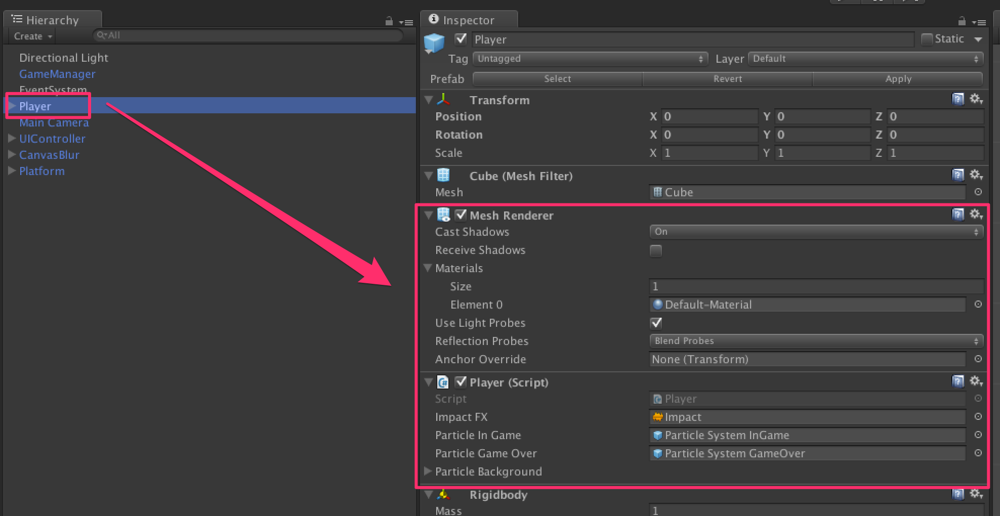 Hierarchy
Create
All
Directional Light
GameManager
EventSystem
Player
Main Camera
UIController
CanvasBlur
Platform
Inspector
Player
Static
Tag Untagged Layer Default
Prefab Select Revert Apply
Transform
Position X 0 Y 0 Z 0
Rotation X 0 Y 0 Z 0
Scale X 1 Y 1 Z 1
Cube (Mesh Filter)
Mesh Cube
Mesh Renderer
Cast Shadows On
Receive Shadows
Materials
Size 1
Element 0 Default-Material
Use Light Probes
Reflection Probes Blend Probes
Anchor Override None (Transform)
Player (Script)
Script Player
Impact FX Impact
Particle In Game Particle System InGame
Particle Game Over Particle System GameOver
Particle Background
Rigidbody
Mass 1